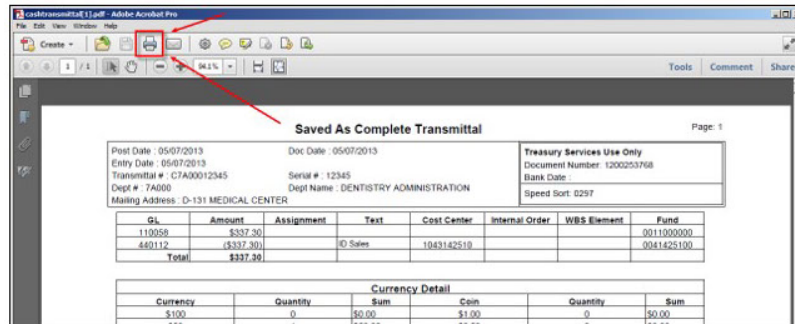 cashtransmittal[1].pdf - Adobe Acrobat Pro
File Edit View Window Help
Create
1 / 1 94.1% Tools Comment Share
Saved As Complete Transmittal Page: 1
Post Date : 05/07/2013 Doc Date : 05/07/2013 Treasury Services Use Only
Entry Date : 05/07/2013 Document Number: 1200253768
Transmittal # : C7A00012345 Serial # : 12345 Bank Date :
Dept # : 7A000 Dept Name : DENTISTRY ADMINISTRATION Speed Sort: 0297
Mailing Address : D-131 MEDICAL CENTER
GL Amount Assignment Text Cost Center Internal Order WBS Element Fund
110058 $337.30 0011000000
440112 ($337.30) ID Sales 1043142510 0041425100
Total $337.30
Currency Detail
Currency Quantity Sum Coin Quantity Sum
$100 0 $0.00 $1.00 0 $0.00